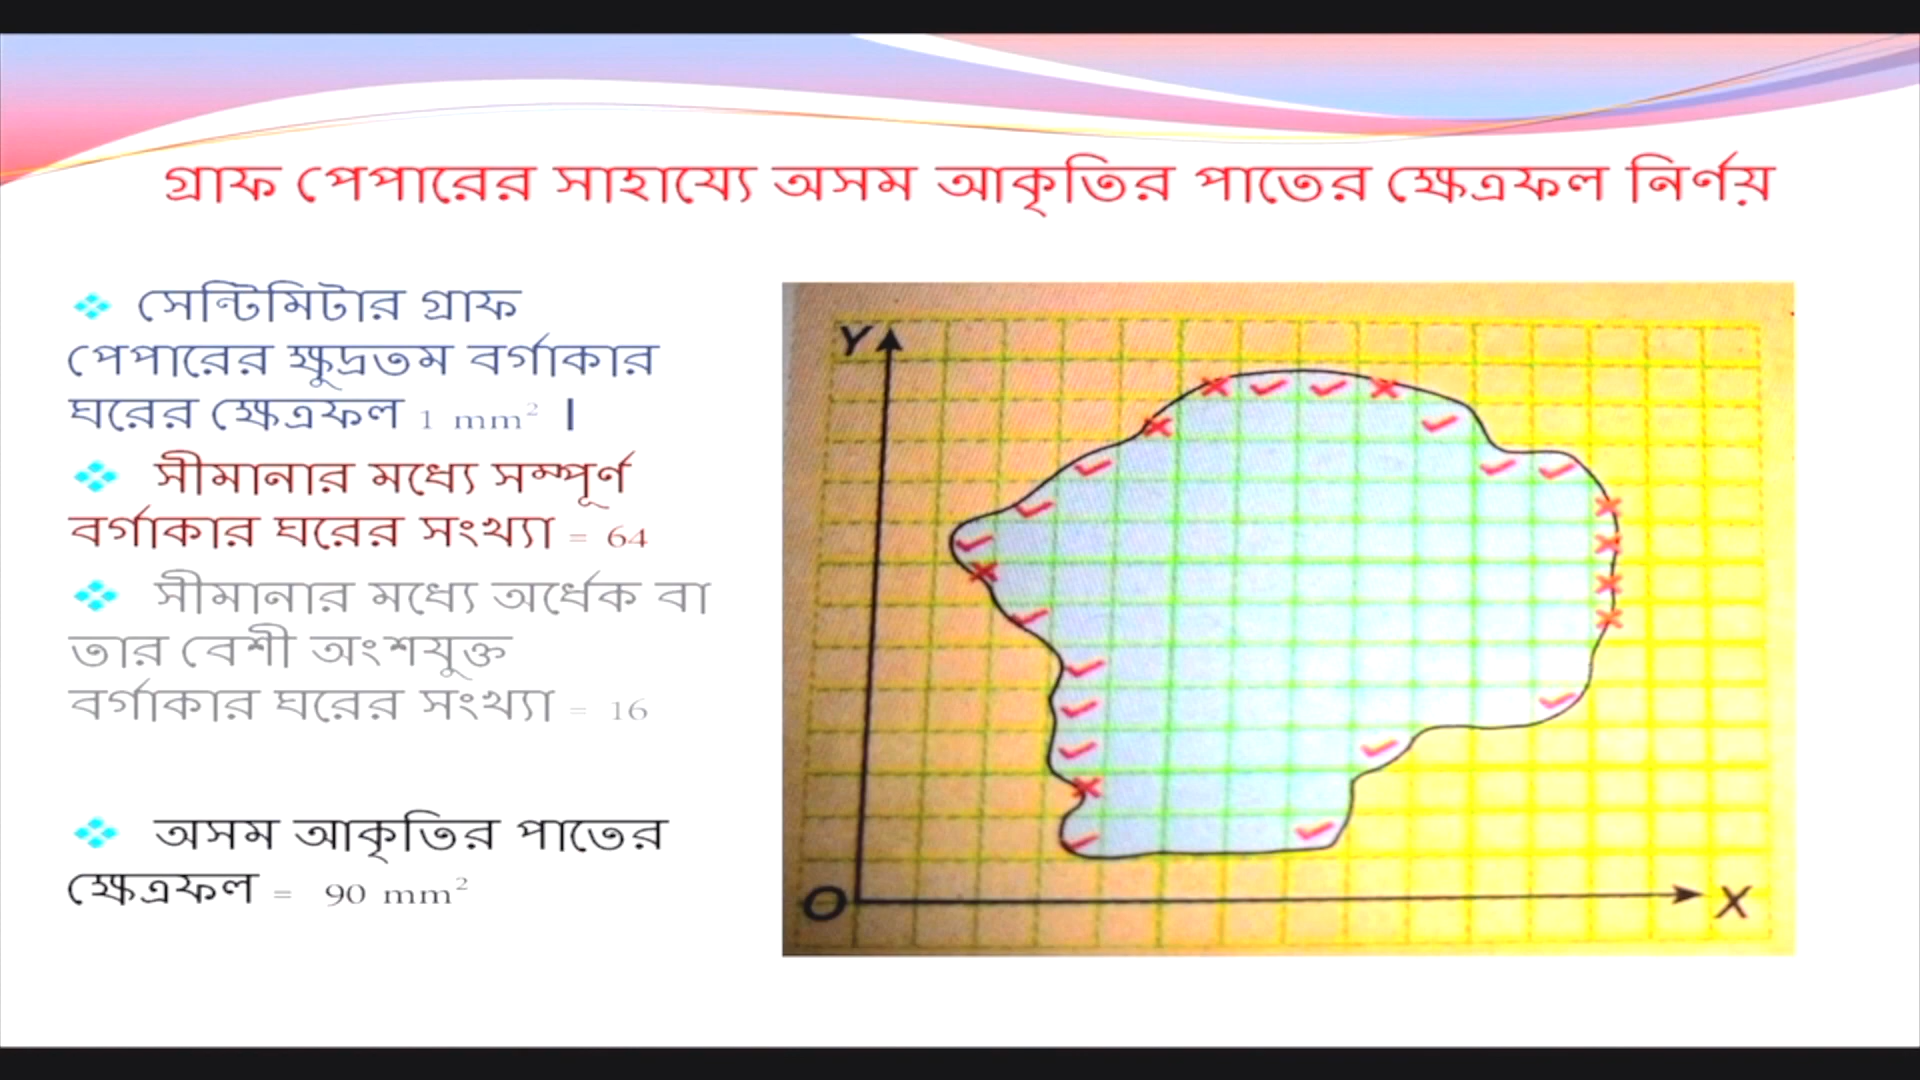 গ্রাফ পেপারের সাহায্যে অসম আকৃতির পাতের ক্ষেত্রফল নির্ণয়
সেন্টিমিটার গ্রাফ
পেপারের ক্ষুদ্রতম বর্গাকার
ঘরের ক্ষেত্রফল 1 mm² ।
সীমানার মধ্যে সম্পূর্ণ
বর্গাকার ঘরের সংখ্যা = 64
সীমানার মধ্যে অর্ধেক বা
তার বেশী অংশযুক্ত
বর্গাকার ঘরের সংখ্যা = 16
অসম আকৃতির পাতের
ক্ষেত্রফল = 90 mm²
Y
O
X